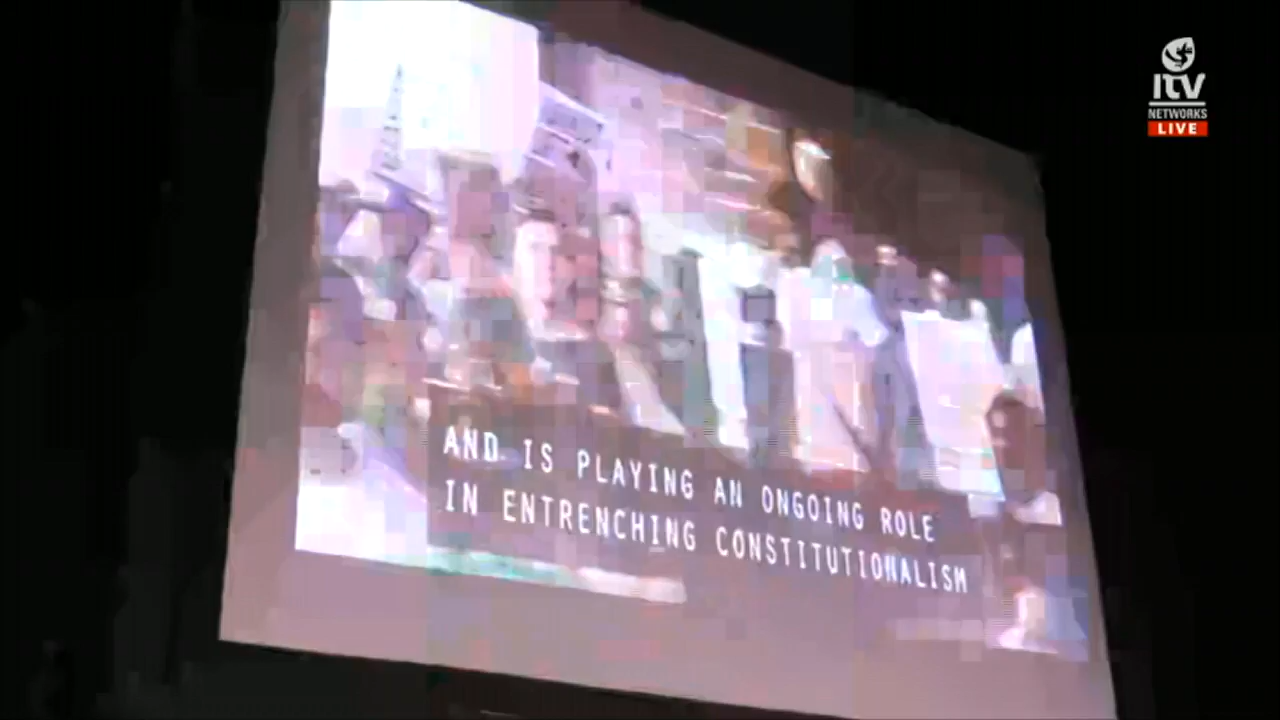 ITV
NETWORKS
LIVE
AND IS PLAYING AN ONGOING ROLE
IN ENTRENCHING CONSTITUTIONALISM